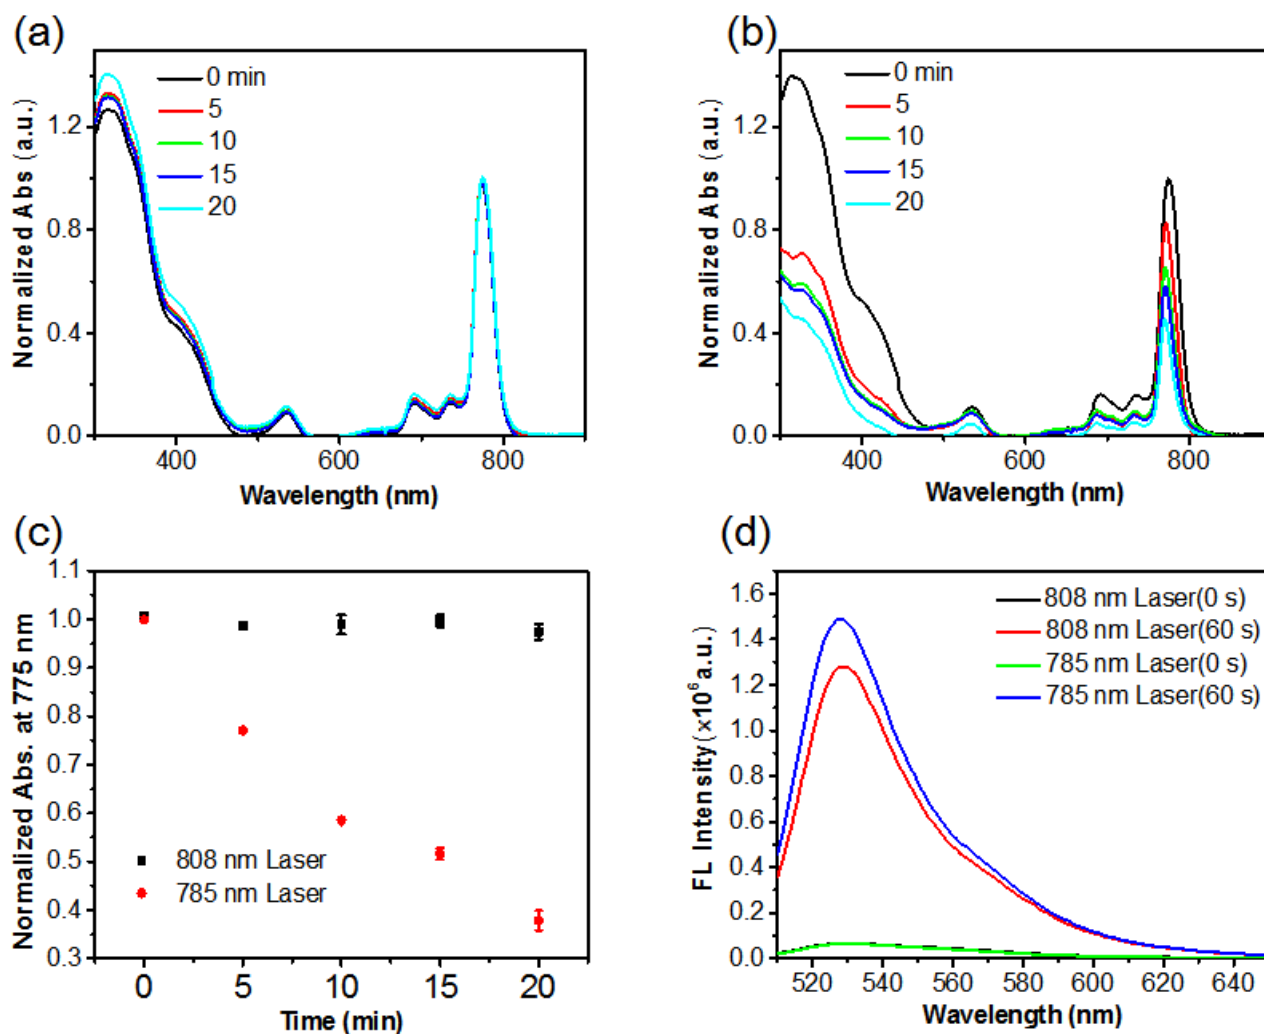 (a)
0 min
5
10
15
20
1.2
0.8
0.4
0.0
400
600
800
Normalized Abs (a.u.)
Wavelength (nm)
(b)
0 min
5
10
15
20
1.2
0.8
0.4
0.0
400
600
800
Normalized Abs (a.u.)
Wavelength (nm)
(c)
1.1
1.0
0.9
0.8
0.7
0.6
0.5
0.4
0.3
808 nm Laser
785 nm Laser
0
5
10
15
20
Normalized Abs. at 775 nm
Time (min)
(d)
1.6
1.4
1.2
1.0
0.8
0.6
0.4
0.2
0.0
808 nm Laser(0 s)
808 nm Laser(60 s)
785 nm Laser(0 s)
785 nm Laser(60 s)
520
540
560
580
600
620
640
FL Intensity(×10⁶ a.u.)
Wavelength (nm)